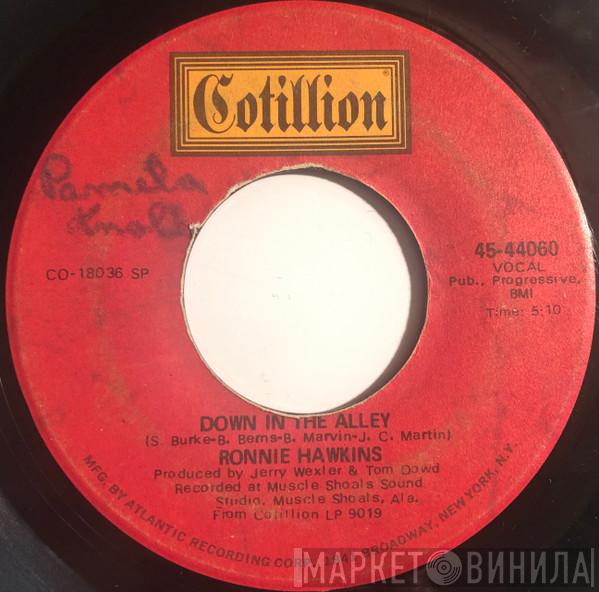 Cotillion
®
Pamela
CO-18036 SP
45-44060
VOCAL
Pub., Progressive,
BMI
Time: 5:10
DOWN IN THE ALLEY
(S. Burke-B. Berns-B. Marvin-J. C. Martin)
RONNIE HAWKINS
Produced by Jerry Wexler & Tom Dowd
Recorded at Muscle Shoals Sound
Studio, Muscle Shoals, Ala.
From Cotillion LP 9019
MFG. BY ATLANTIC RECORDING CORP. 1841 BROADWAY, NEW YORK, N.Y.
МАРКЕТ ВИНИЛА